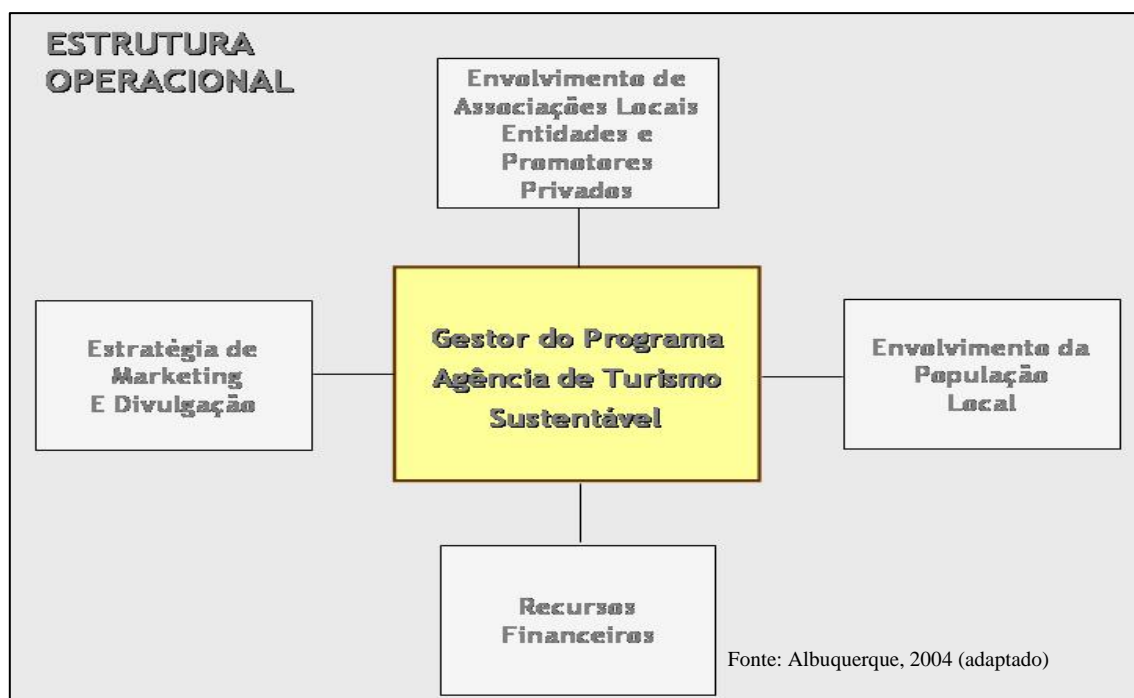 ESTRUTURA
OPERACIONAL
Envolvimento de
Associações Locais
Entidades e
Promotores
Privados
Estratégia de
Marketing
E Divulgação
Gestor do Programa
Agência de Turismo
Sustentável
Envolvimento da
População
Local
Recursos
Financeiros
Fonte: Albuquerque, 2004 (adaptado)